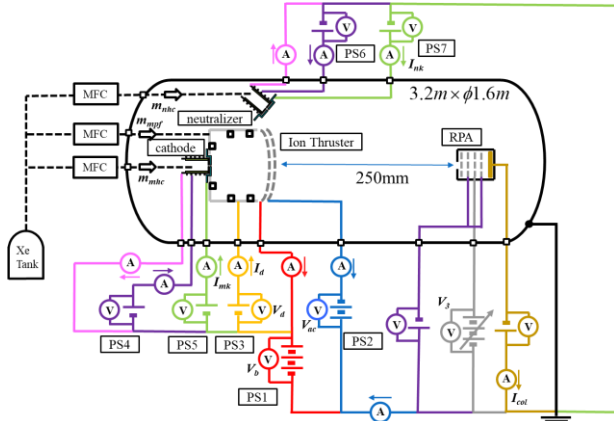 V
V
A
A
PS6
A
PS7
I_nk
MFC
m_nhc
3.2m×ϕ1.6m
neutralizer
MFC
m_mpf
cathode
Ion Thruster
RPA
MFC
m_mhc
250mm
Xe
Tank
A
A
A
A
A
A
I_mk
I_d
V
V
V
V_d
V_ac
V
V
V_3
V
V
PS4
PS5
PS3
PS2
V_b
V
A
I_col
PS1
A